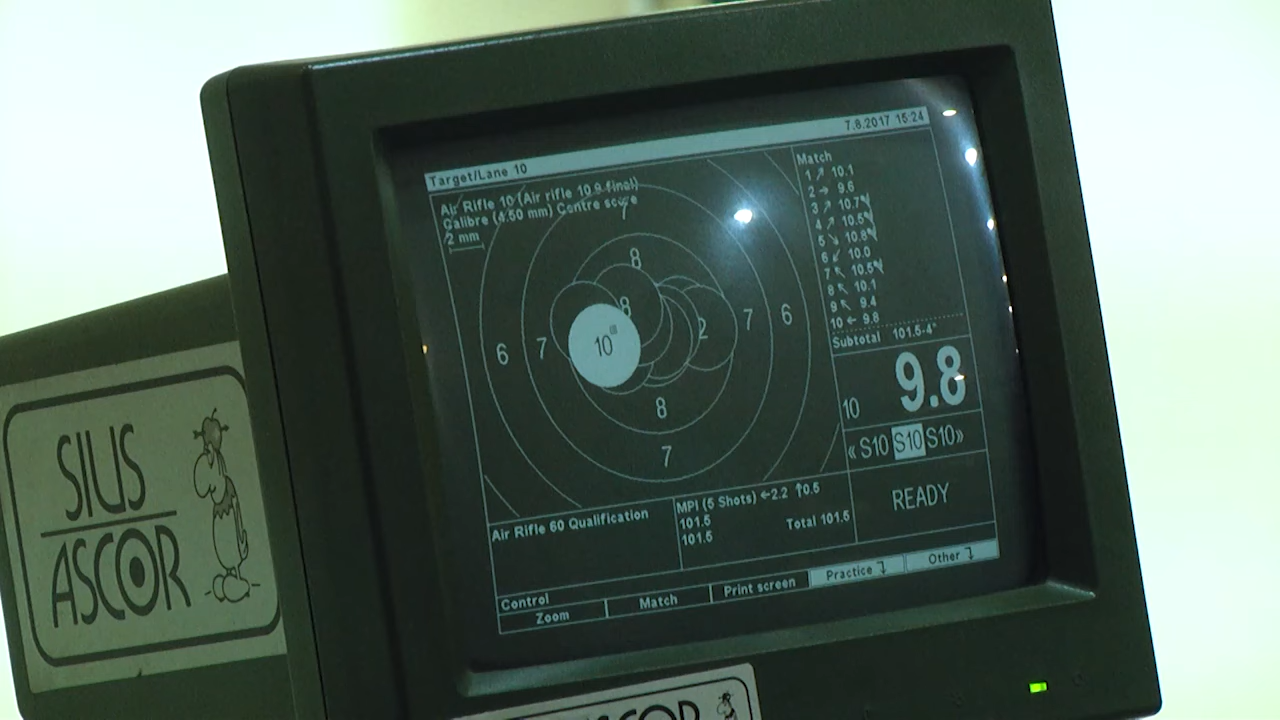 7.8.2017 15:24
Target/Lane 10
Air Rifle 10 (Air rifle 10.9 final)
Calibre (4.50 mm) Centre score
2 mm
7
8
8
6 7 10 2 7 6
8
7
Match
1 ↗ 10.1
2 → 9.6
3 ↗ 10.7*
4 ↗ 10.5*
5 ↘ 10.8*
6 ↙ 10.0
7 ↖ 10.5*
8 ↖ 10.1
9 ↖ 9.4
10 ← 9.8
Subtotal 101.5-4*
10 9.8
« S10 S10 S10 »
READY
Air Rifle 60 Qualification
MPI (5 Shots) ←2.2 ↑0.5
101.5
101.5 Total 101.5
Control
Zoom Match Print screen Practice Other
SIUS
ASCOR
ASCOR